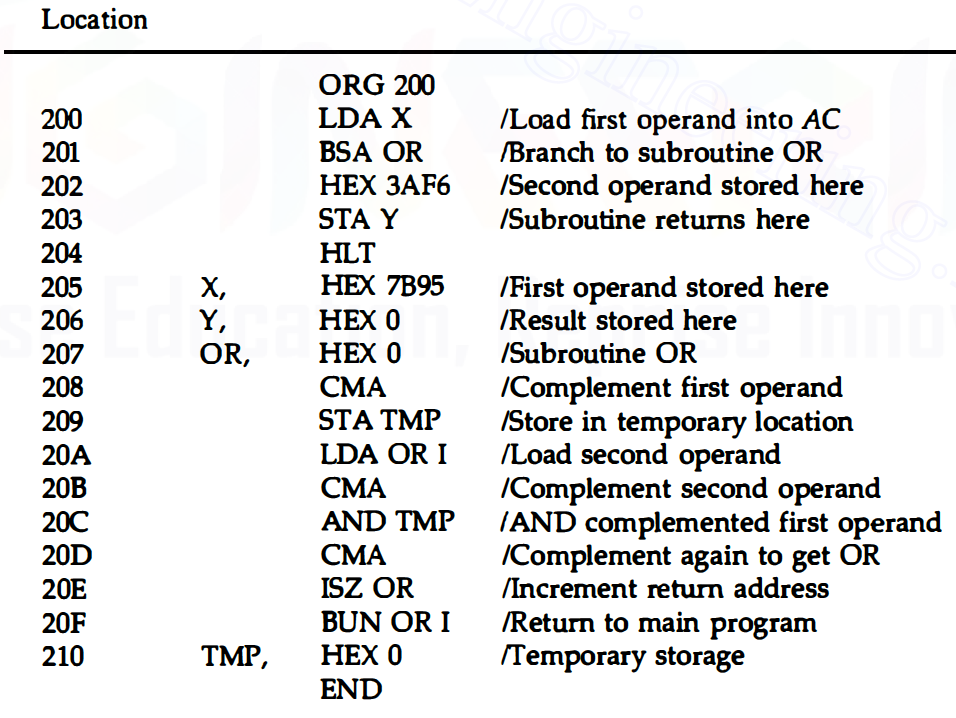 Location
ORG 200
200 LDA X /Load first operand into AC
201 BSA OR /Branch to subroutine OR
202 HEX 3AF6 /Second operand stored here
203 STA Y /Subroutine returns here
204 HLT
205 X, HEX 7B95 /First operand stored here
206 Y, HEX 0 /Result stored here
207 OR, HEX 0 /Subroutine OR
208 CMA /Complement first operand
209 STA TMP /Store in temporary location
20A LDA OR I /Load second operand
20B CMA /Complement second operand
20C AND TMP /AND complemented first operand
20D CMA /Complement again to get OR
20E ISZ OR /Increment return address
20F BUN OR I /Return to main program
210 TMP, HEX 0 /Temporary storage
END